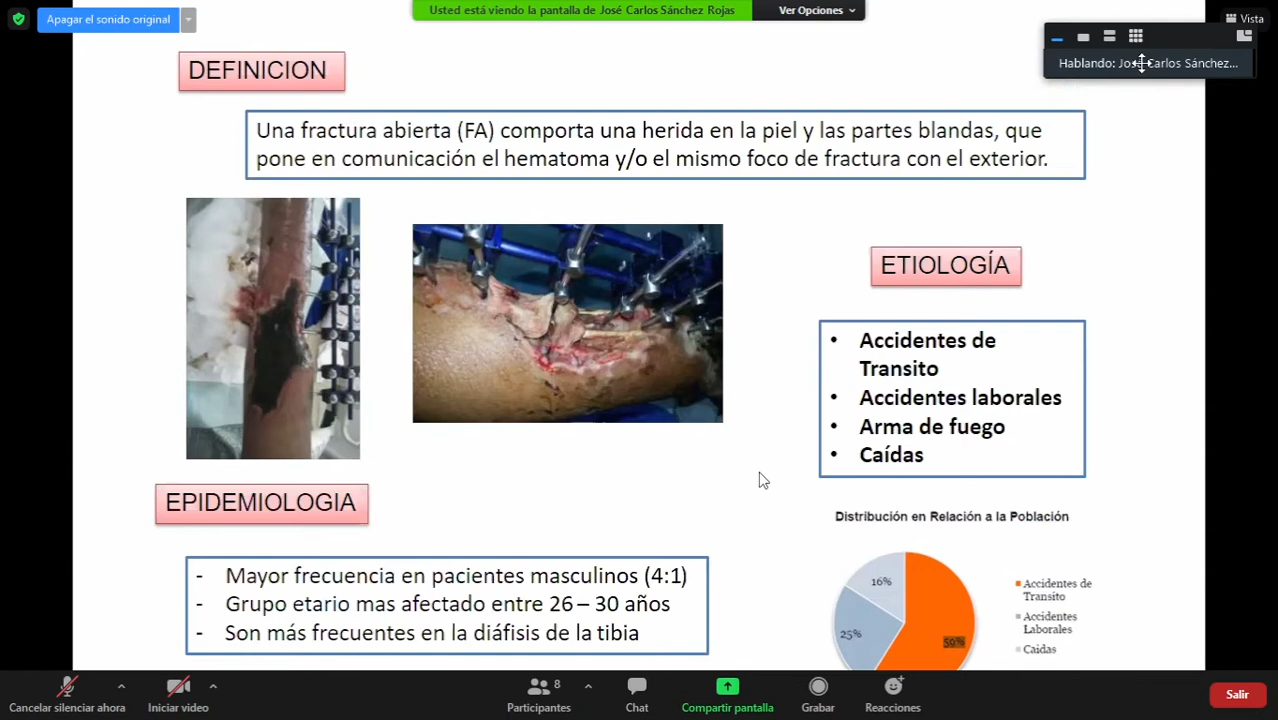 Apagar el sonido original
Usted está viendo la pantalla de José Carlos Sánchez Rojas
Ver Opciones
Vista
Hablando: José Carlos Sánchez...
DEFINICION
Una fractura abierta (FA) comporta una herida en la piel y las partes blandas, que
pone en comunicación el hematoma y/o el mismo foco de fractura con el exterior.
ETIOLOGÍA
• Accidentes de
Transito
• Accidentes laborales
• Arma de fuego
• Caídas
EPIDEMIOLOGIA
- Mayor frecuencia en pacientes masculinos (4:1)
- Grupo etario mas afectado entre 26 – 30 años
- Son más frecuentes en la diáfisis de la tibia
Distribución en Relación a la Población
16%
25%
59%
Accidentes de
Transito
Accidentes
Laborales
Caidas
Cancelar silenciar ahora
Iniciar video
8
Participantes
Chat
Compartir pantalla
Grabar
Reacciones
Salir